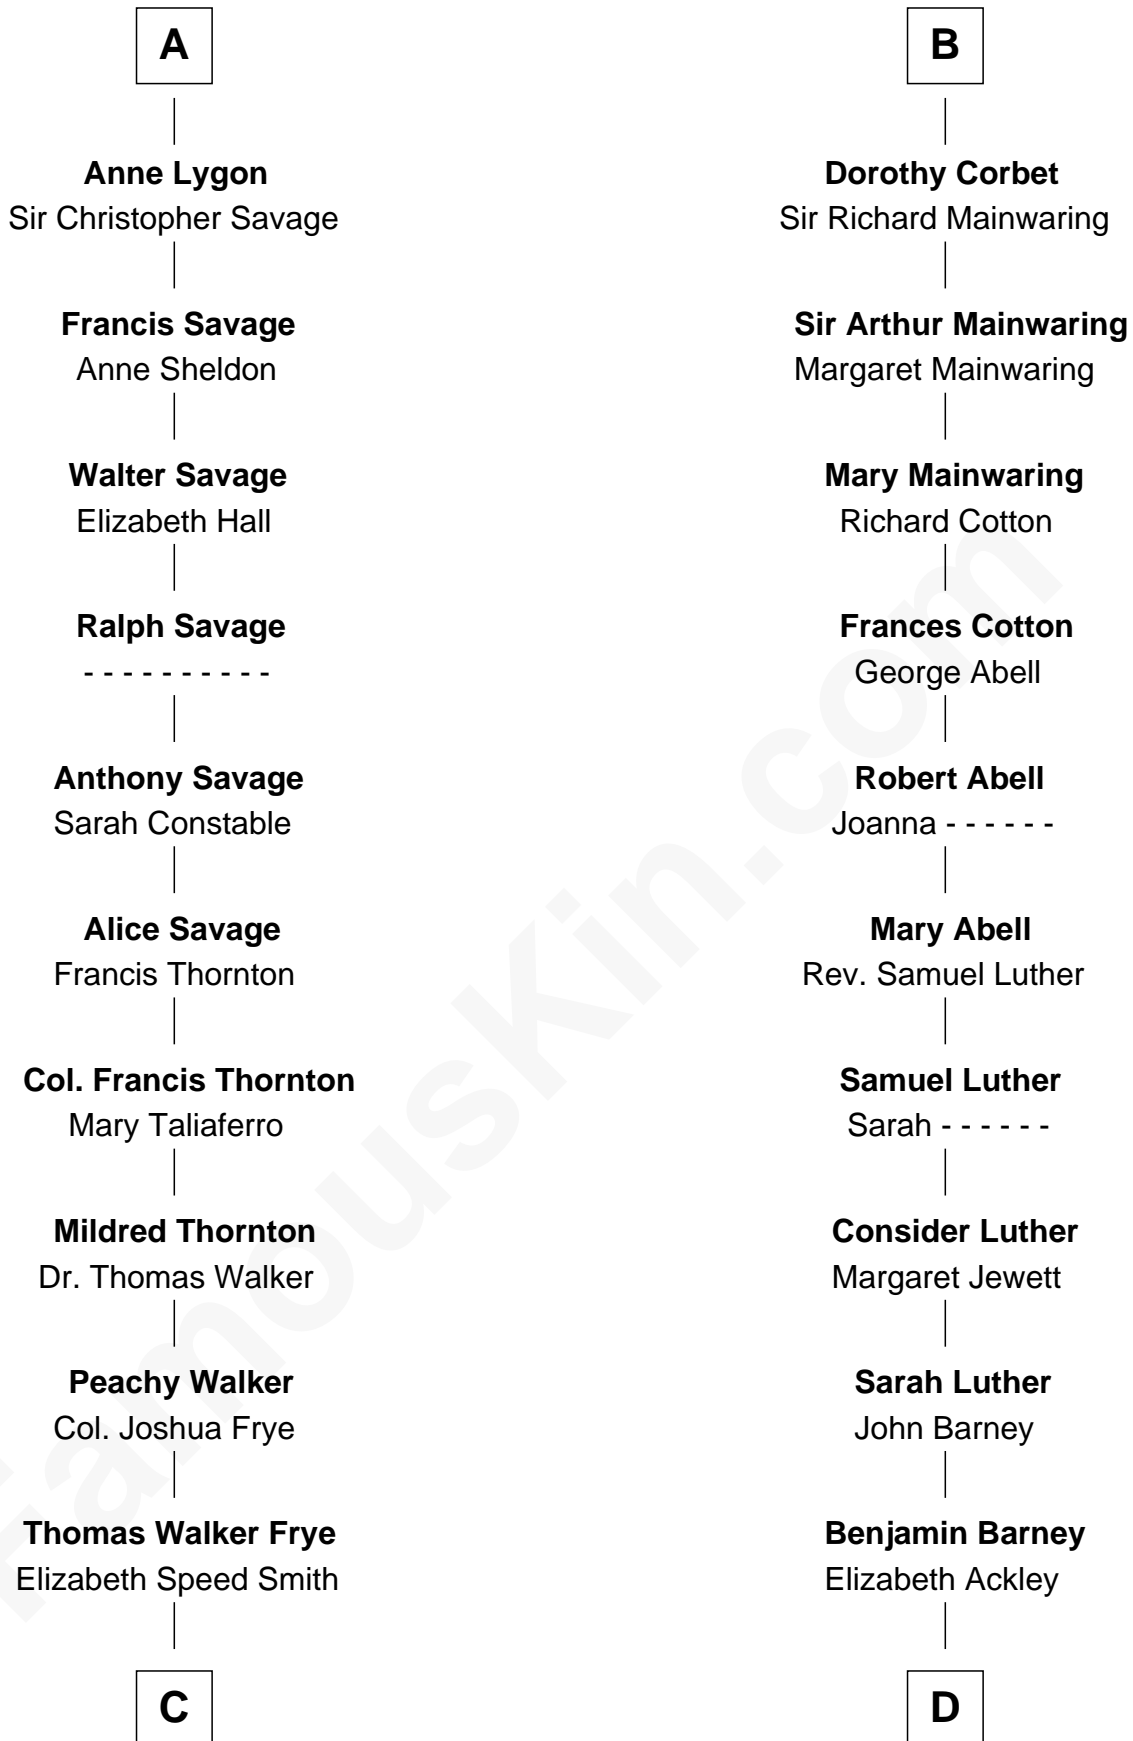 A
Anne Lygon
Sir Christopher Savage
Francis Savage
Anne Sheldon
Walter Savage
Elizabeth Hall
Ralph Savage
- - - - - - - - - -
Anthony Savage
Sarah Constable
Alice Savage
Francis Thornton
Col. Francis Thornton
Mary Taliaferro
Mildred Thornton
Dr. Thomas Walker
Peachy Walker
Col. Joshua Frye
Thomas Walker Frye
Elizabeth Speed Smith
C
B
Dorothy Corbet
Sir Richard Mainwaring
Sir Arthur Mainwaring
Margaret Mainwaring
Mary Mainwaring
Richard Cotton
Frances Cotton
George Abell
Robert Abell
Joanna - - - - - -
Mary Abell
Rev. Samuel Luther
Samuel Luther
Sarah - - - - - -
Consider Luther
Margaret Jewett
Sarah Luther
John Barney
Benjamin Barney
Elizabeth Ackley
D
FamousKin.com